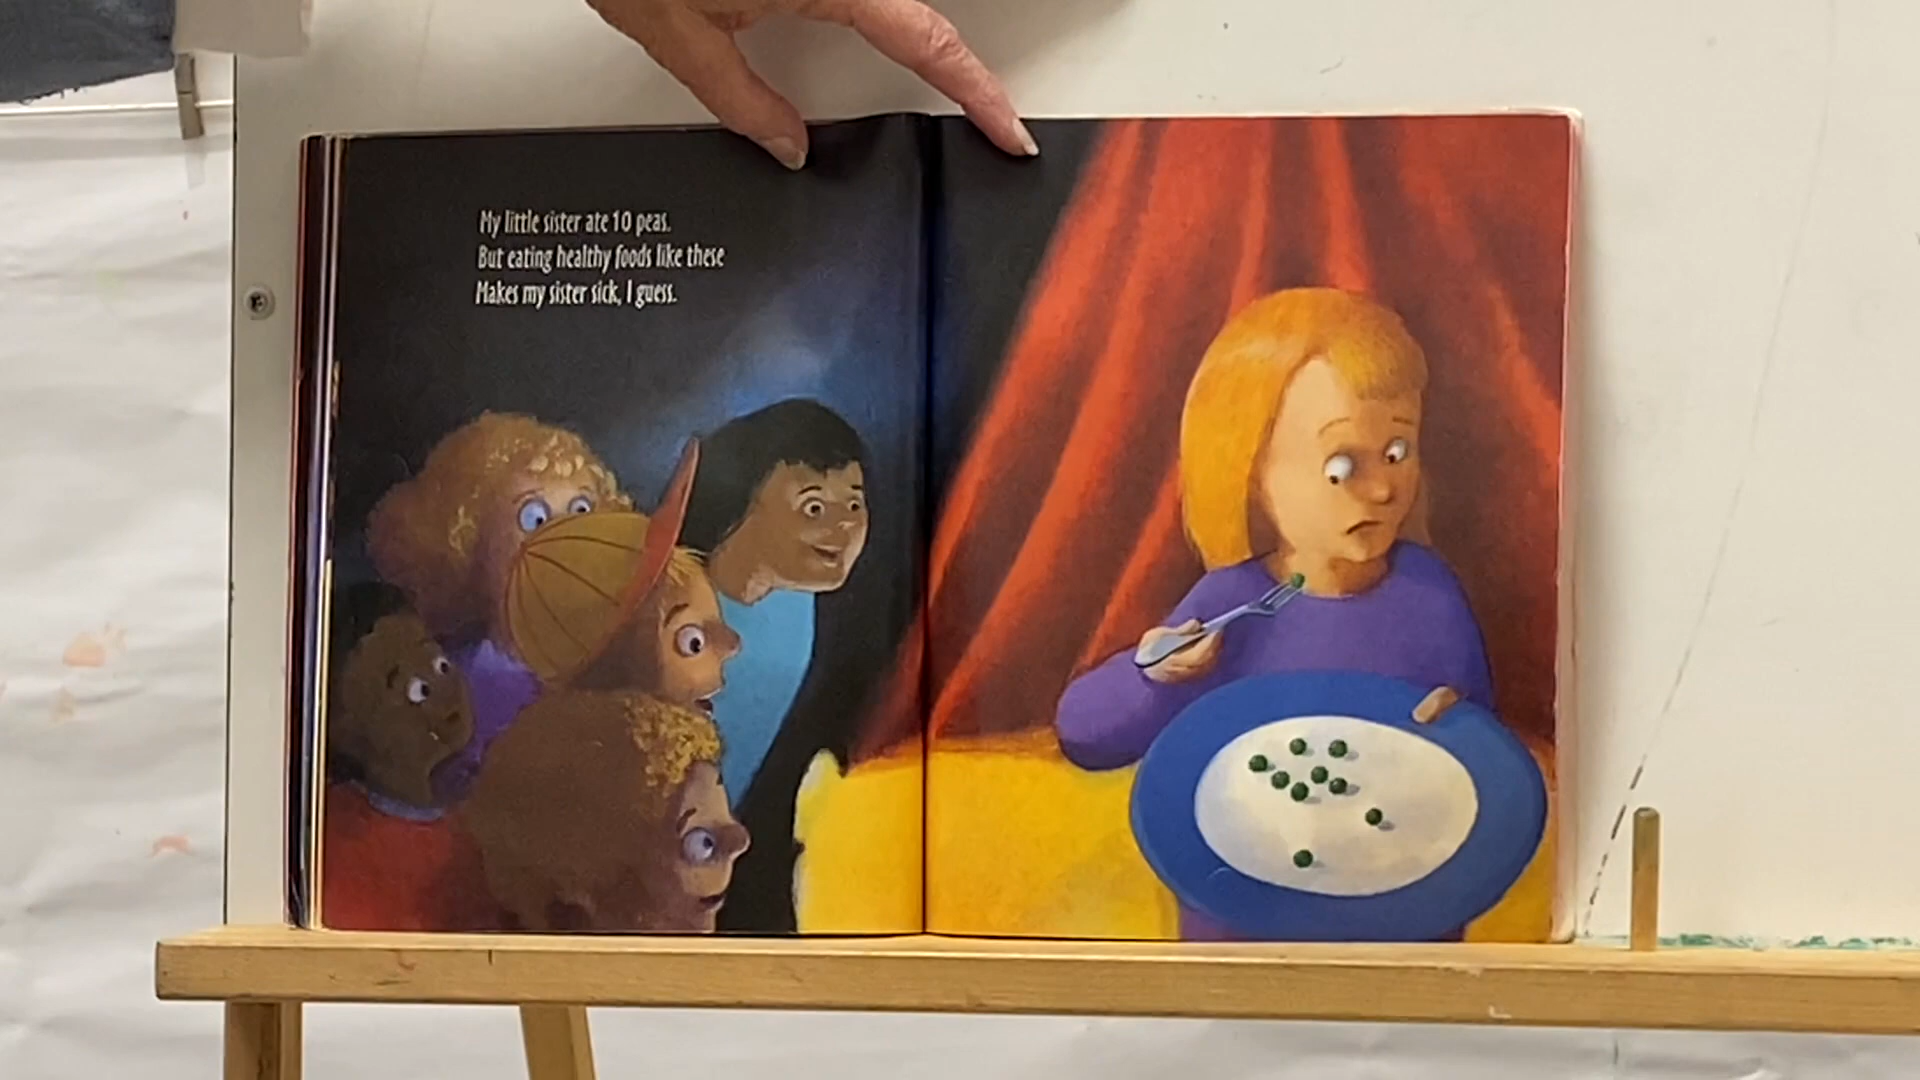 My little sister ate 10 peas.
But eating healthy foods like these
Makes my sister sick, I guess.